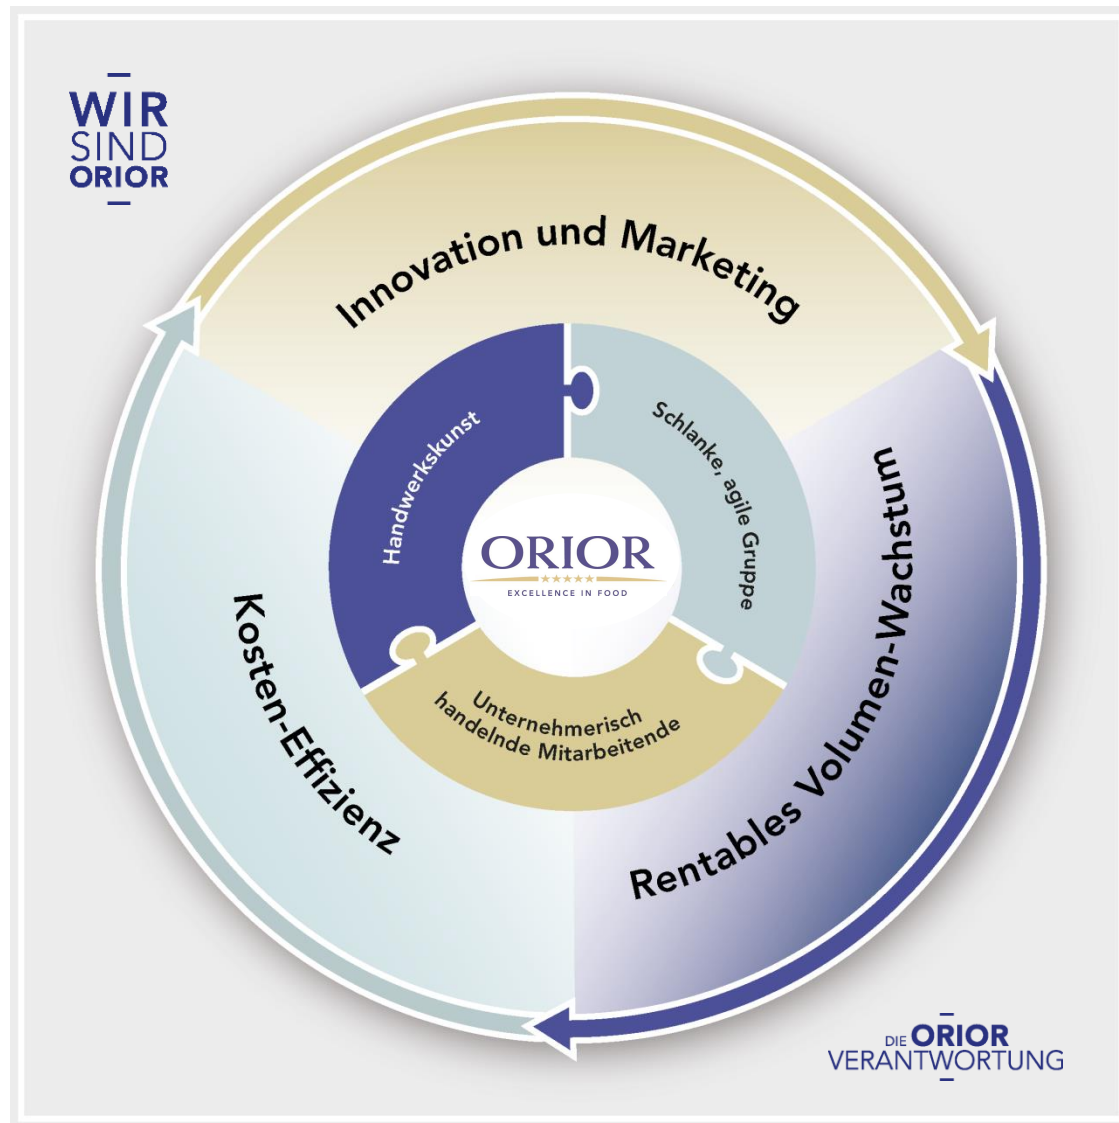 WIR
SIND
ORIOR
Innovation und Marketing
Handwerkskunst
Schlanke, agile Gruppe
ORIOR
EXCELLENCE IN FOOD
Unternehmerisch
handelnde Mitarbeitende
Kosten-Effizienz
Rentables Volumen-Wachstum
DIE ORIOR
VERANTWORTUNG